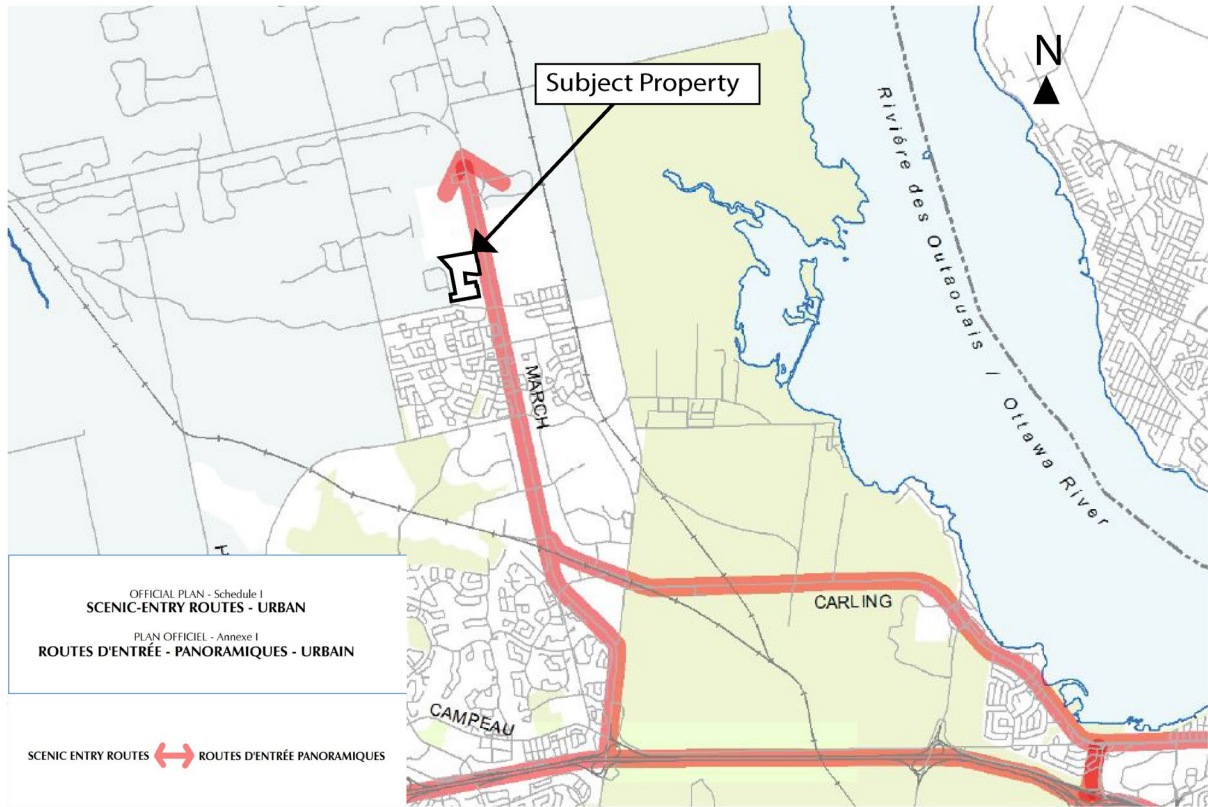 N
Subject Property
Rivière des Outaouais / Ottawa River
MARCH
CARLING
CAMPEAU
OFFICIAL PLAN - Schedule I
SCENIC-ENTRY ROUTES - URBAN
PLAN OFFICIEL - Annexe I
ROUTES D'ENTRÉE - PANORAMIQUES - URBAIN
SCENIC ENTRY ROUTES ROUTES D'ENTRÉE PANORAMIQUES